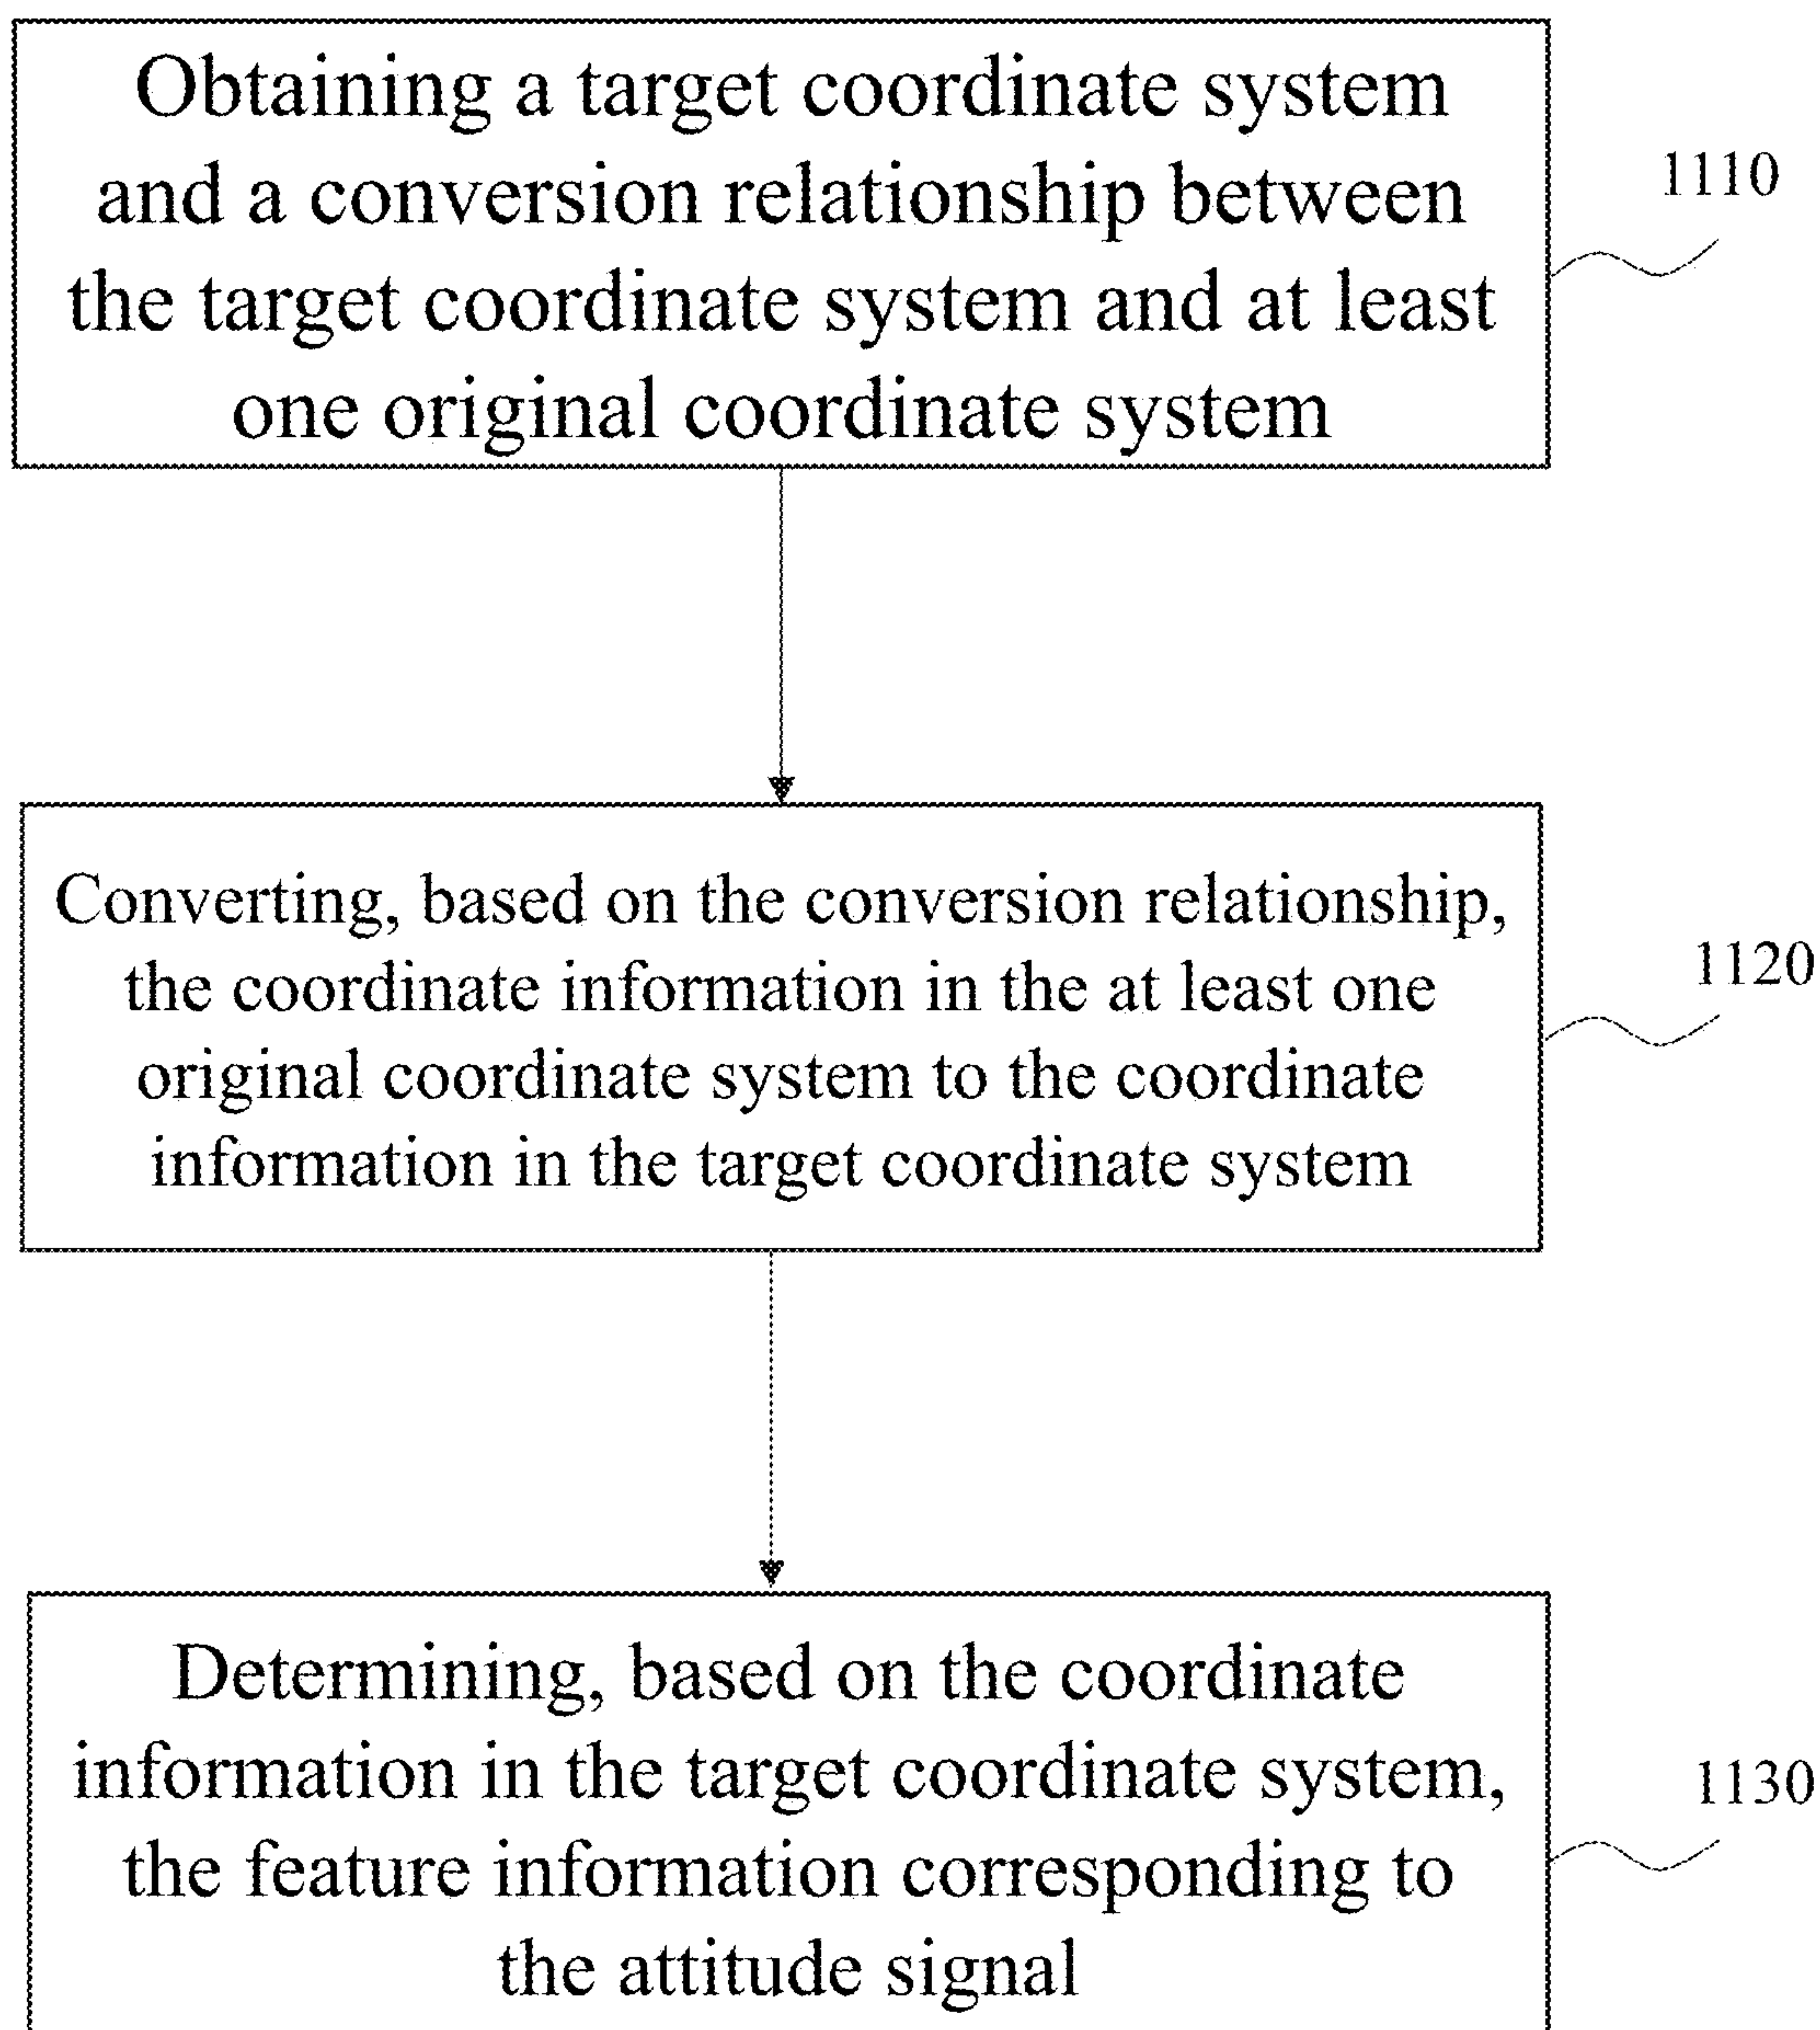 Obtaining a target coordinate system
and a conversion relationship between
the target coordinate system and at least
one original coordinate system
1110
Converting, based on the conversion relationship,
the coordinate information in the at least one
original coordinate system to the coordinate
information in the target coordinate system
1120
Determining, based on the coordinate
information in the target coordinate system,
the feature information corresponding to
the attitude signal
1130